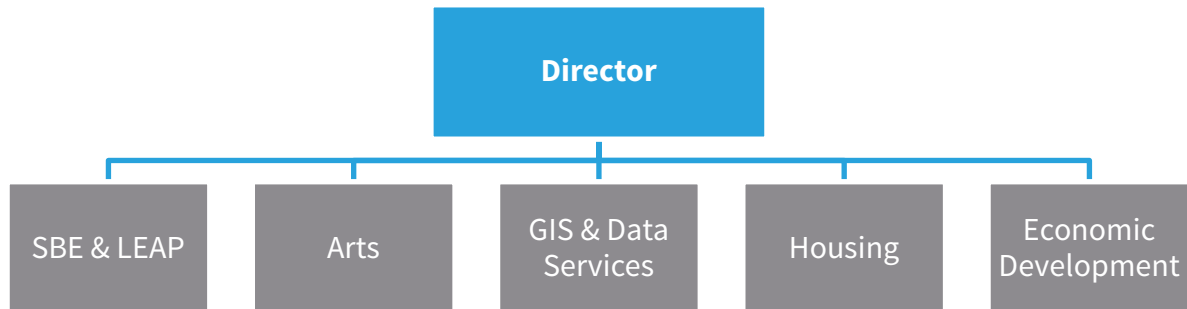 Director
SBE & LEAP
Arts
GIS & Data
Services
Housing
Economic
Development